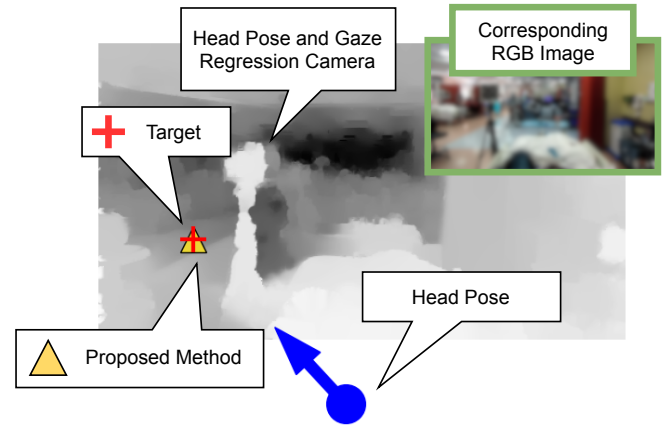 Head Pose and Gaze
Regression Camera
Corresponding
RGB Image
Target
Head Pose
Proposed Method